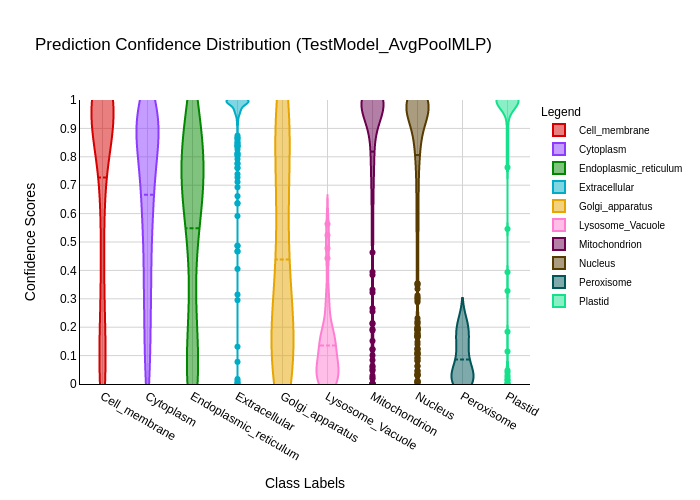 Prediction Confidence Distribution (TestModel_AvgPoolMLP)
Legend
Cell_membrane
Cytoplasm
Endoplasmic_reticulum
Extracellular
Golgi_apparatus
Lysosome_Vacuole
Mitochondrion
Nucleus
Peroxisome
Plastid
Confidence Scores
1
0.9
0.8
0.7
0.6
0.5
0.4
0.3
0.2
0.1
0
Cell_membrane
Cytoplasm
Endoplasmic_reticulum
Extracellular
Golgi_apparatus
Lysosome_Vacuole
Mitochondrion
Nucleus
Peroxisome
Plastid
Class Labels